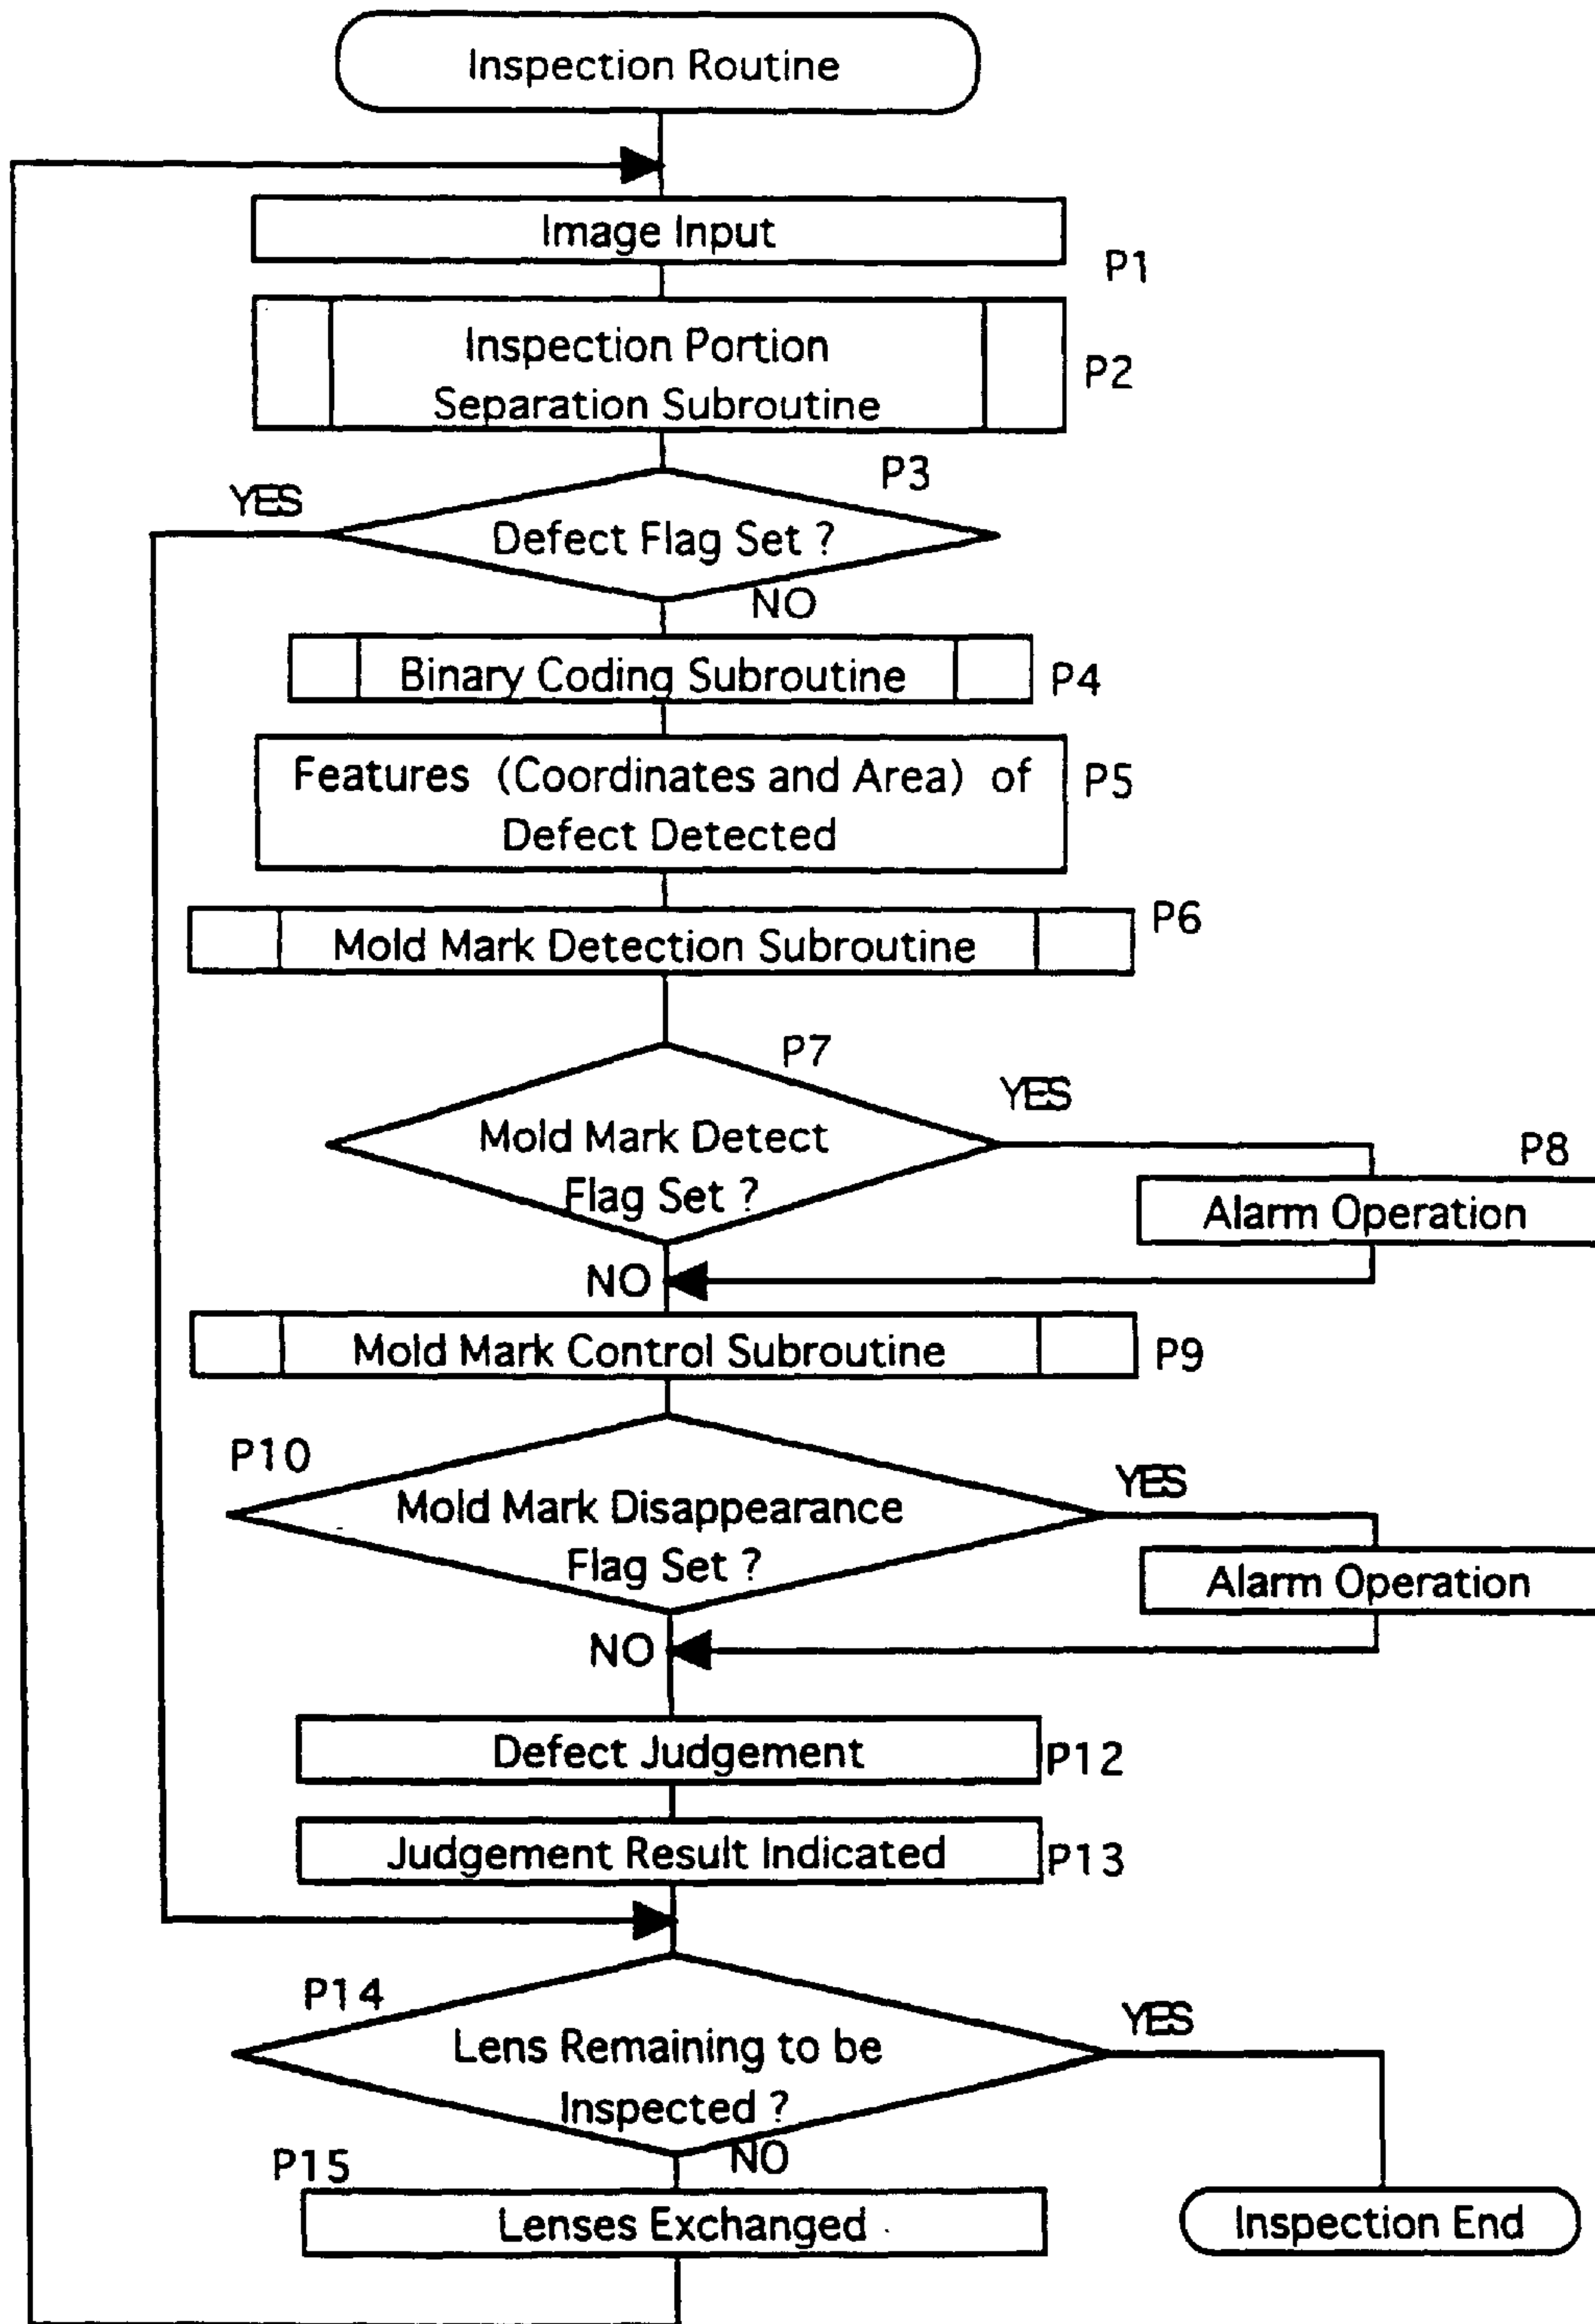 Inspection Routine
Image Input
P1
Inspection Portion
Separation Subroutine
P2
P3
YES
Defect Flag Set ?
NO
Binary Coding Subroutine
P4
Features (Coordinates and Area) of
Defect Detected
P5
Mold Mark Detection Subroutine
P6
P7
YES
Mold Mark Detect
Flag Set ?
P8
Alarm Operation
NO
Mold Mark Control Subroutine
P9
P10
YES
Mold Mark Disappearance
Flag Set ?
Alarm Operation
NO
Defect Judgement
P12
Judgement Result Indicated
P13
P14
YES
Lens Remaining to be
Inspected ?
NO
P15
Lenses Exchanged
Inspection End